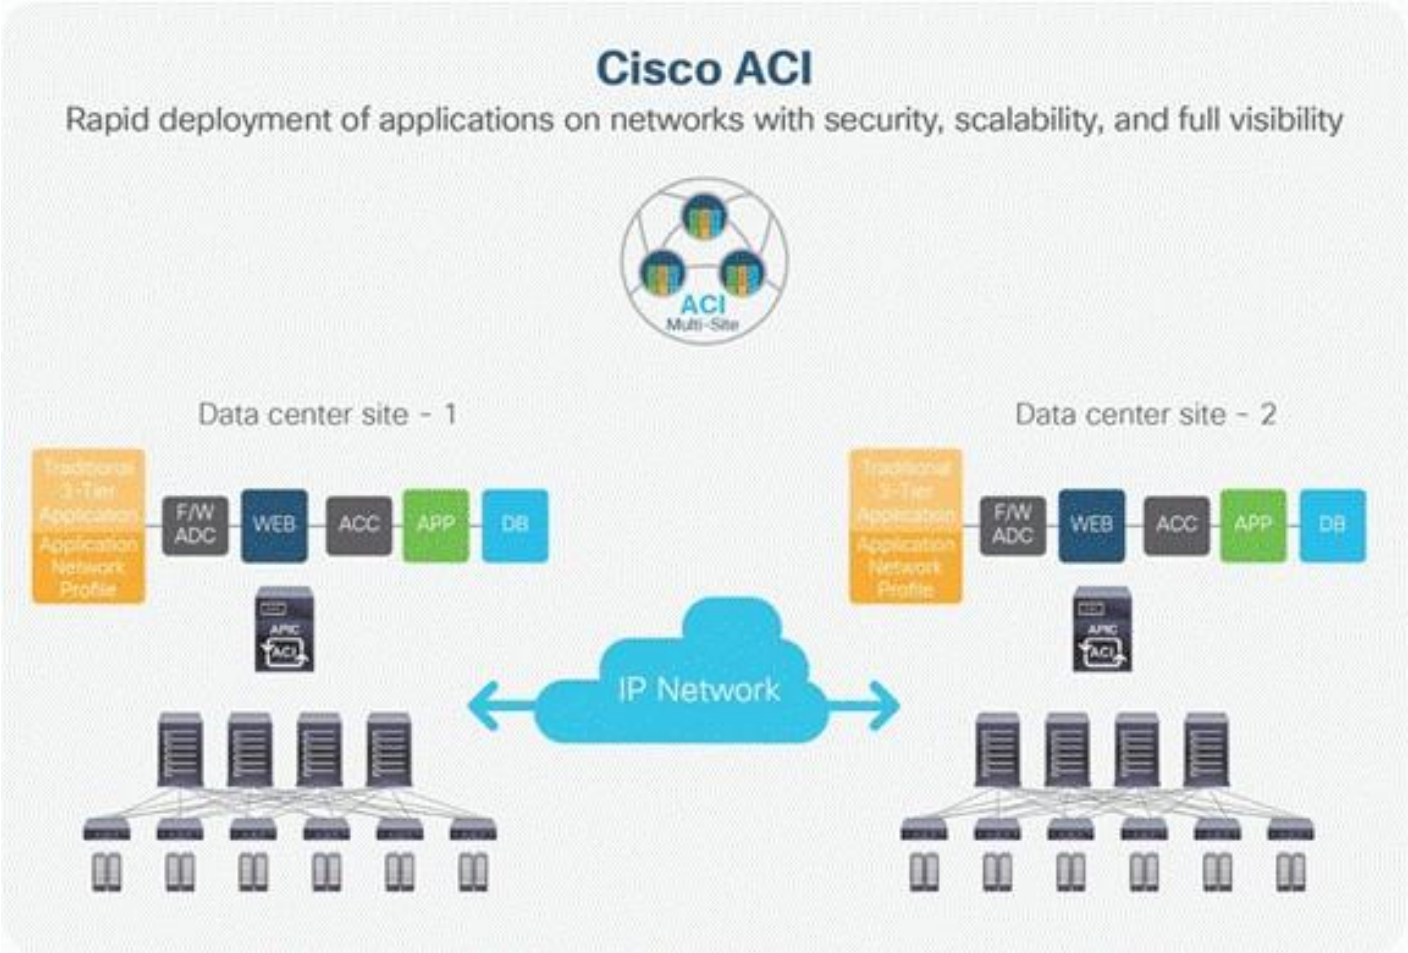 Cisco ACI
Rapid deployment of applications on networks with security, scalability, and full visibility
ACI
Multi-Site
Data center site - 1
Traditional
3-Tier
Application
Application
Network
Profile
F/W
ADC
WEB
ACC
APP
DB
APIC
ACI
IP Network
Data center site - 2
Traditional
3-Tier
Application
Application
Network
Profile
F/W
ADC
WEB
ACC
APP
DB
APIC
ACI